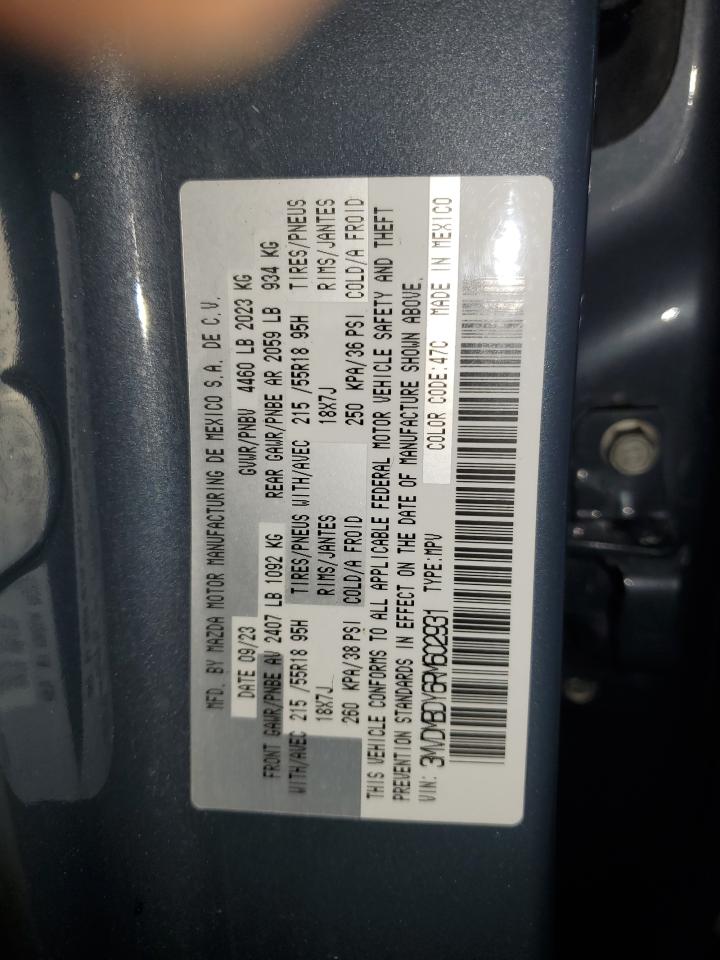 MFD. BY MAZDA MOTOR MANUFACTURING DE MEXICO S.A. DE C.V.
DATE 09/23 GVWR/PNBV 4460 LB 2023 KG
FRONT GAWR/PNBE AV 2407 LB 1092 KG REAR GAWR/PNBE AR 2059 LB 934 KG
WITH/AVEC 215 /55R18 95H TIRES/PNEUS WITH/AVEC 215 /55R18 95H TIRES/PNEUS
18X7J RIMS/JANTES 18X7J RIMS/JANTES
260 KPA/38 PSI COLD/A FROID 250 KPA/36 PSI COLD/A FROID
THIS VEHICLE CONFORMS TO ALL APPLICABLE FEDERAL MOTOR VEHICLE SAFETY AND THEFT
PREVENTION STANDARDS IN EFFECT ON THE DATE OF MANUFACTURE SHOWN ABOVE.
VIN: 3MVDMBDY6RM602931 TYPE:MPV COLOR CODE:47C MADE IN MEXICO